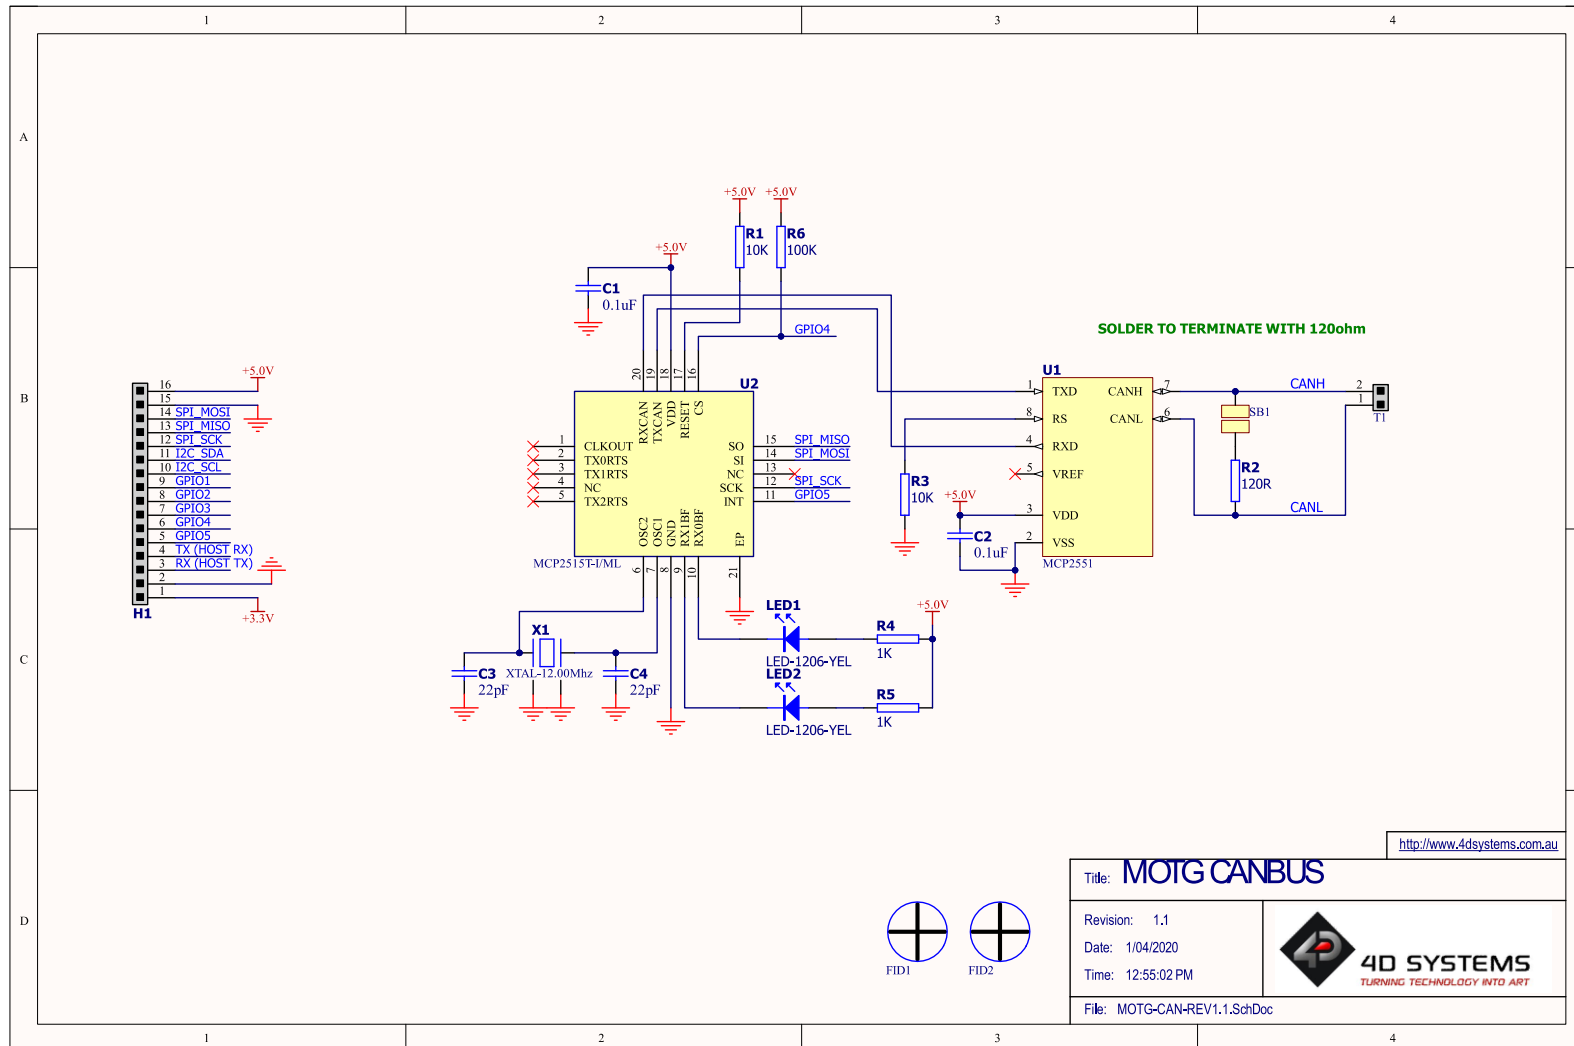 1 2 3 4
A
B
C
D
+5.0V +5.0V
R1
10K
R6
100K
+5.0V
C1
0.1uF
GPIO4
SOLDER TO TERMINATE WITH 120ohm
+5.0V
16
15
14 SPI_MOSI
13 SPI_MISO
12 SPI_SCK
11 I2C_SDA
10 I2C_SCL
9 GPIO1
8 GPIO2
7 GPIO3
6 GPIO4
5 GPIO5
4 TX (HOST RX)
3 RX (HOST TX)
2
1
H1
+3.3V
U2
20 19 18 17 16
RXCAN TXCAN VDD RESET CS
1 CLKOUT
2 TX0RTS
3 TX1RTS
4 NC
5 TX2RTS
SO 15 SPI_MISO
SI 14 SPI_MOSI
NC 13
SCK 12 SPI_SCK
INT 11 GPIO5
OSC2 OSC1 GND RX1BF RX0BF EP
6 7 8 9 10 21
MCP2515T-I/ML
U1
1 TXD
8 RS
4 RXD
5 VREF
3 VDD
2 VSS
CANH 7
CANL 6
MCP2551
R3
10K
+5.0V
C2
0.1uF
CANH
CANL
SB1
R2
120R
2
1
T1
X1
XTAL-12.00Mhz
C3
22pF
C4
22pF
LED1
LED-1206-YEL
LED2
LED-1206-YEL
R4
1K
R5
1K
+5.0V
FID1
FID2
http://www.4dsystems.com.au
Title: MOTG CANBUS
Revision: 1.1
Date: 1/04/2020
Time: 12:55:02 PM
File: MOTG-CAN-REV1.1.SchDoc
4D
4D SYSTEMS
TURNING TECHNOLOGY INTO ART
1 2 3 4